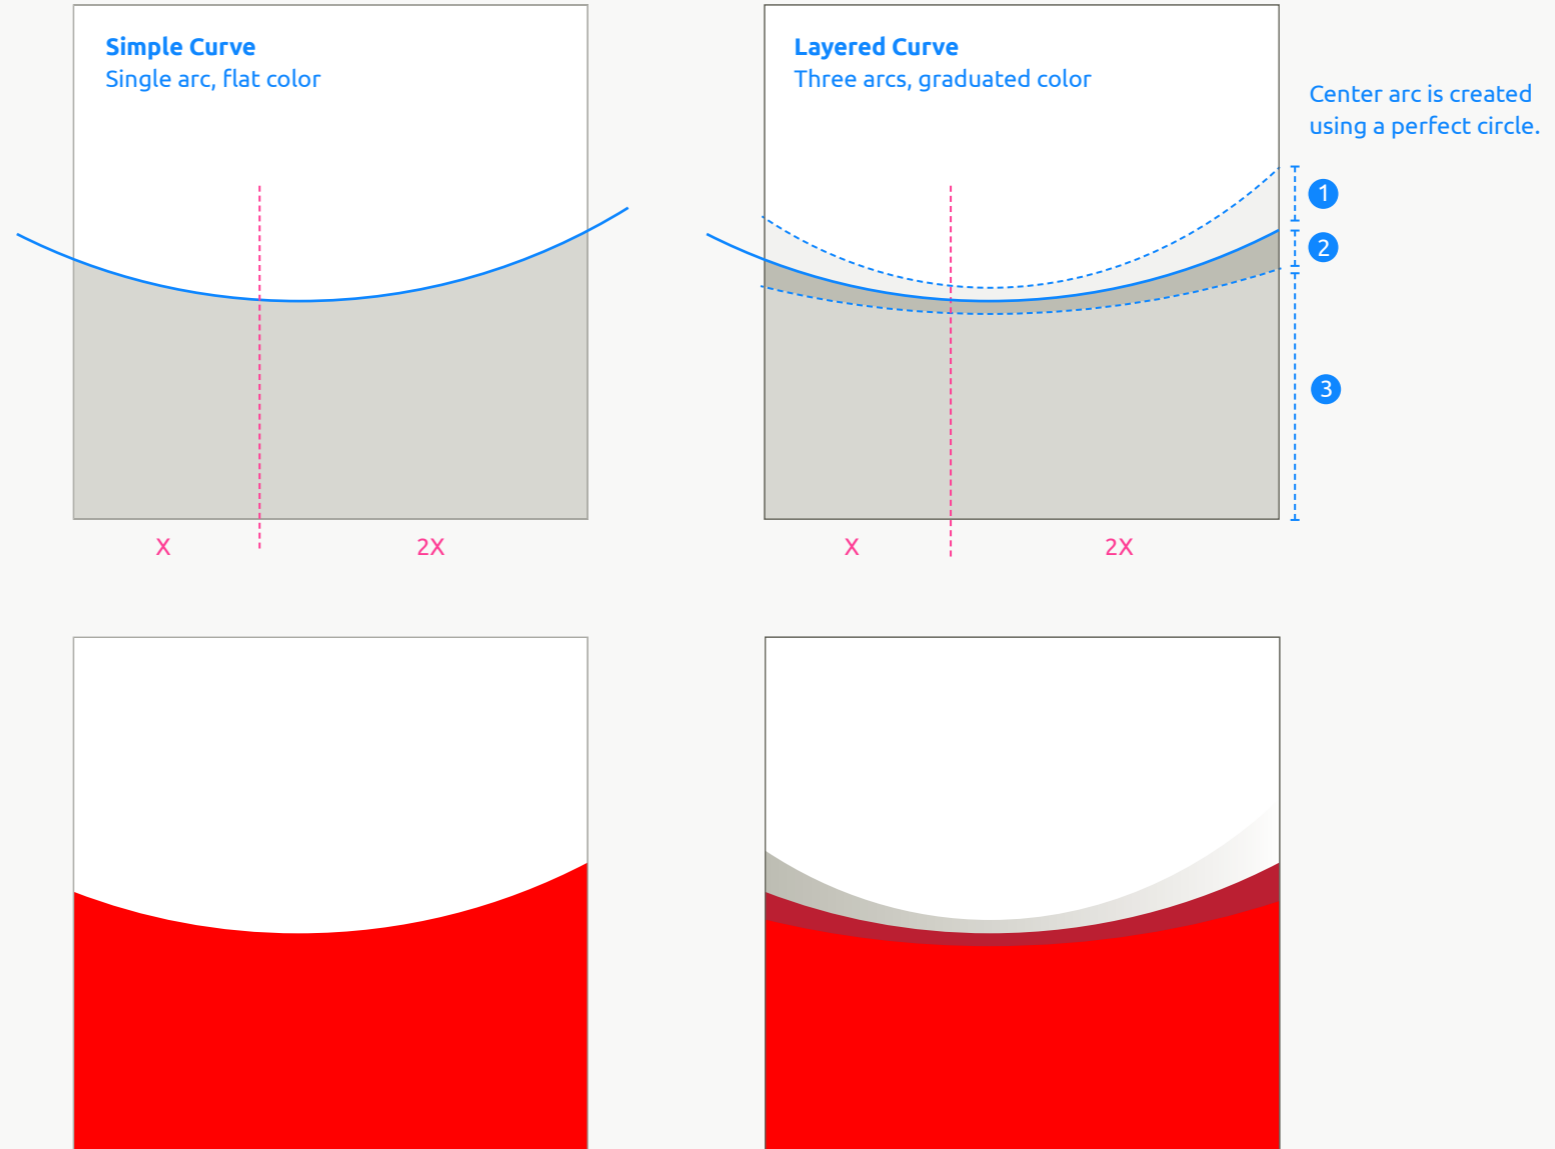 Simple Curve
Single arc, flat color
Layered Curve
Three arcs, graduated color
Center arc is created
using a perfect circle.
1
2
3
X
2X
X
2X